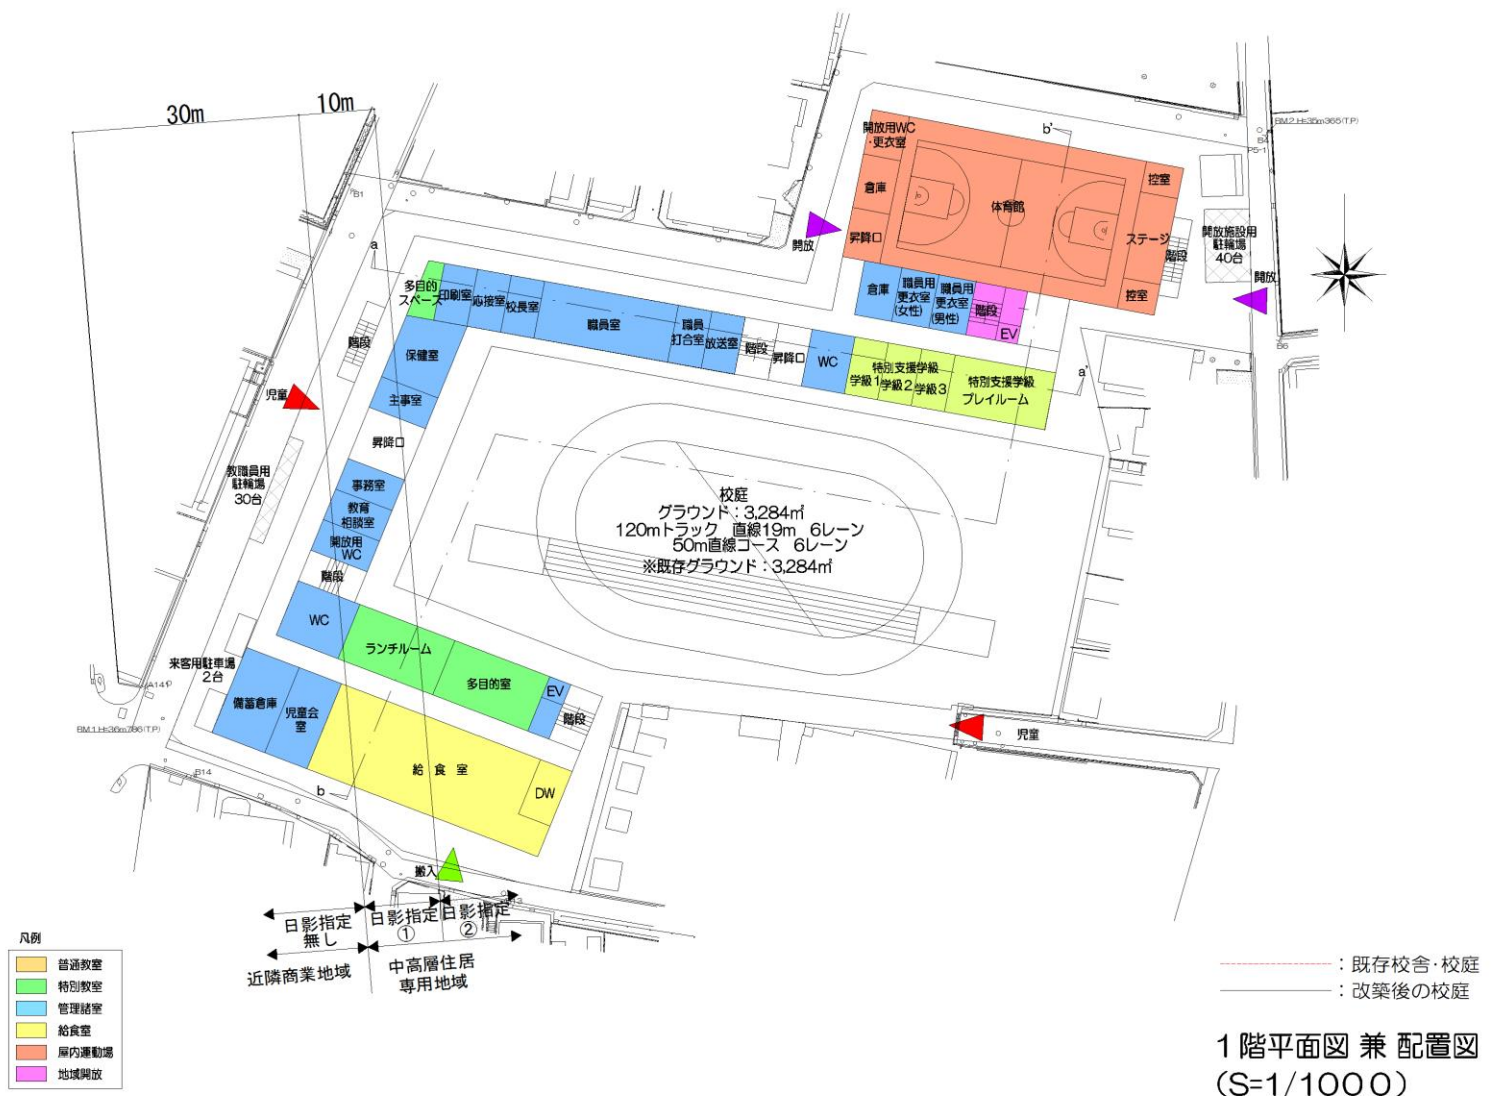 30m
10m
BM.2.H=35m365(T.P)
B4
P5-1
B1
開放用WC
・更衣室
b'
控室
倉庫
体育館
開放
昇降口
ステージ
階段
開放施設用
駐輪場
40台
開放
控室
B6
a
多目的
スペース
印刷室
応接室
校長室
職員室
職員
打合室
放送室
階段
昇降口
WC
倉庫
職員用
更衣室
(女性)
職員用
更衣室
(男性)
階段
EV
特別支援学級
学級1
学級2
学級3
特別支援学級
プレイルーム
a'
階段
保健室
児童
主事室
昇降口
教職員用
駐輪場
30台
事務室
教育
相談室
開放用
WC
階段
校庭
グラウンド：3,284㎡
120mトラック 直線19m 6レーン
50m直線コース 6レーン
※既存グラウンド：3,284㎡
WC
ランチルーム
多目的室
EV
階段
来客用駐車場
2台
A141
BM.1.H=36m786(T.P)
備蓄倉庫
児童会
室
給食室
DW
b
B14
児童
搬入
日影指定
無し
日影指定
①
日影指定
②
近隣商業地域
中高層住居
専用地域
凡例
普通教室
特別教室
管理諸室
給食室
屋内運動場
地域開放
：既存校舎・校庭
：改築後の校庭
1階平面図 兼 配置図
(S=1/1000)